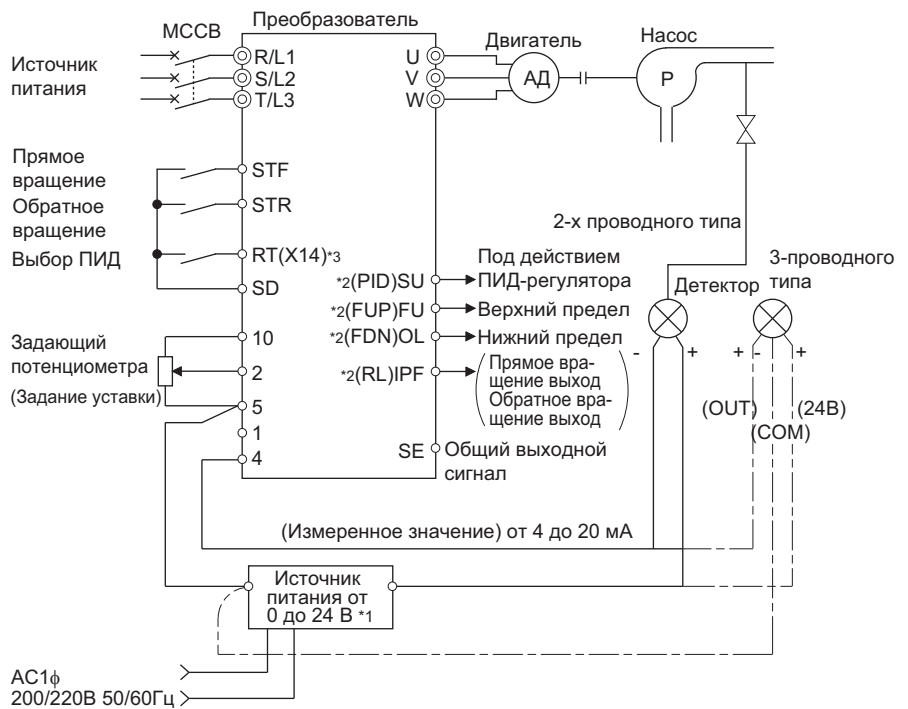 Преобразователь
MCCB
Источник
питания
R/L1
S/L2
T/L3
U
V
W
Двигатель
АД
Насос
P
Прямое
вращение
Обратное
вращение
Выбор ПИД
STF
STR
RT(X14)*3
SD
Задающий
потенциометра
(Задание уставки)
10
2
5
1
4
*2(PID)SU
*2(FUP)FU
*2(FDN)OL
*2(RL)IPF
SE
Под действием
ПИД-регулятора
Верхний предел
Нижний предел
Прямое вра-
щение выход
Обратное вра-
щение выход
Общий выходной
сигнал
2-х проводного типа
Детектор
3-проводного
типа
- +
+ - +
(OUT)
(24В)
(COM)
(Измеренное значение) от 4 до 20 мА
Источник
питания от
0 до 24 В *1
AC1ϕ
200/220В 50/60Гц